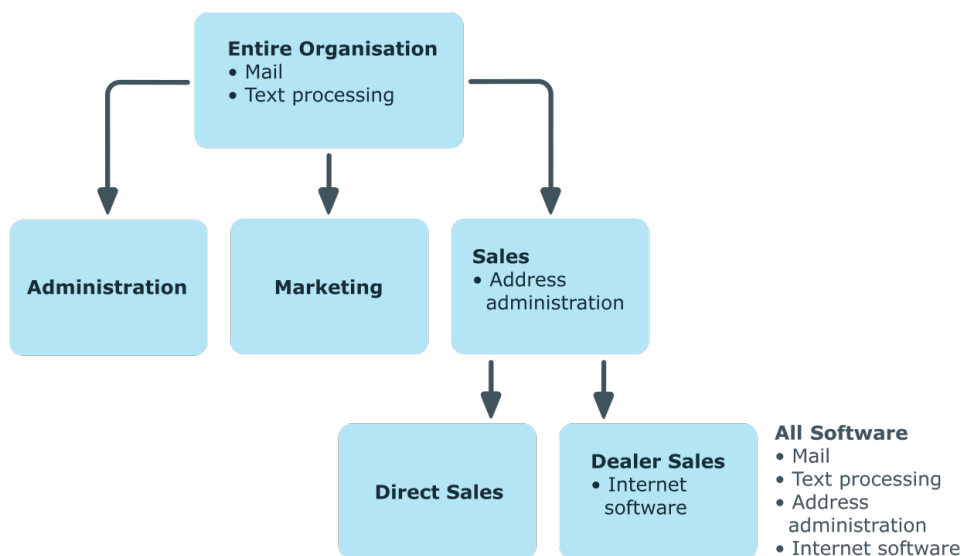 Entire Organisation
• Mail
• Text processing
Administration
Marketing
Sales
• Address
administration
Direct Sales
Dealer Sales
• Internet
software
All Software
• Mail
• Text processing
• Address
administration
• Internet software